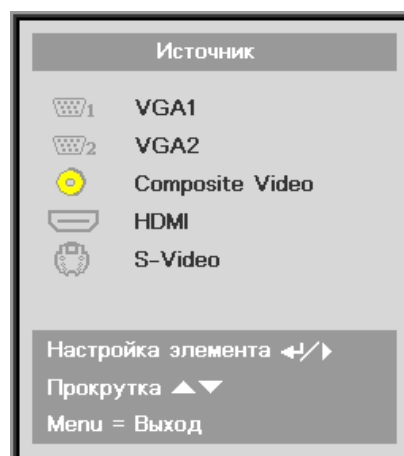 Источник
1 VGA1
2 VGA2
Composite Video
HDMI
S-Video
Настройка элемента ↵/▶
Прокрутка ▲▼
Menu = Выход